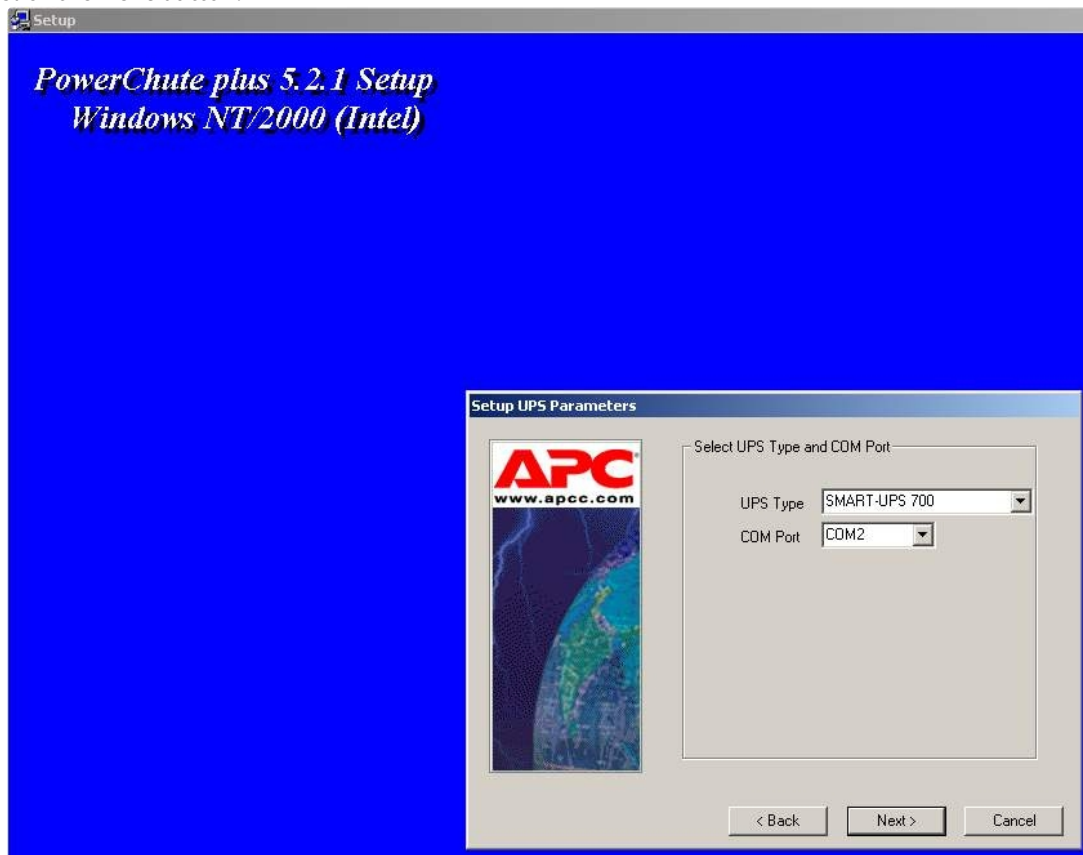 Setup
PowerChute plus 5.2.1 Setup
Windows NT/2000 (Intel)
Setup UPS Parameters
APC
www.apcc.com
Select UPS Type and COM Port
UPS Type SMART-UPS 700
COM Port COM2
< Back Next > Cancel